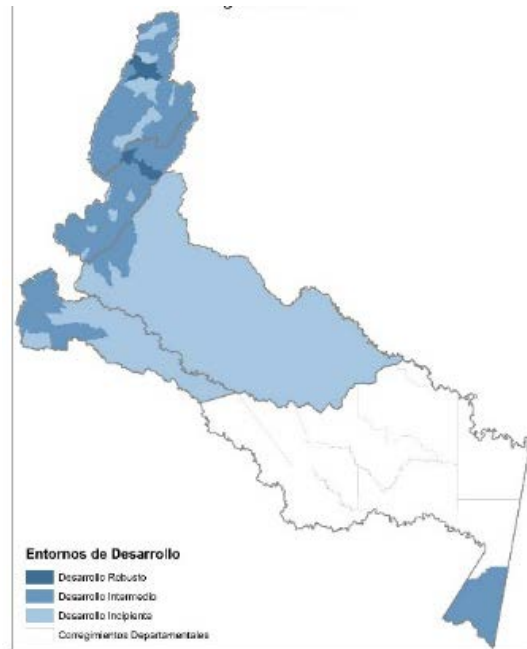 Entornos de Desarrollo
Desarrollo Robusto
Desarrollo Intermedio
Desarrollo Incipiente
Corregimientos Departamentales